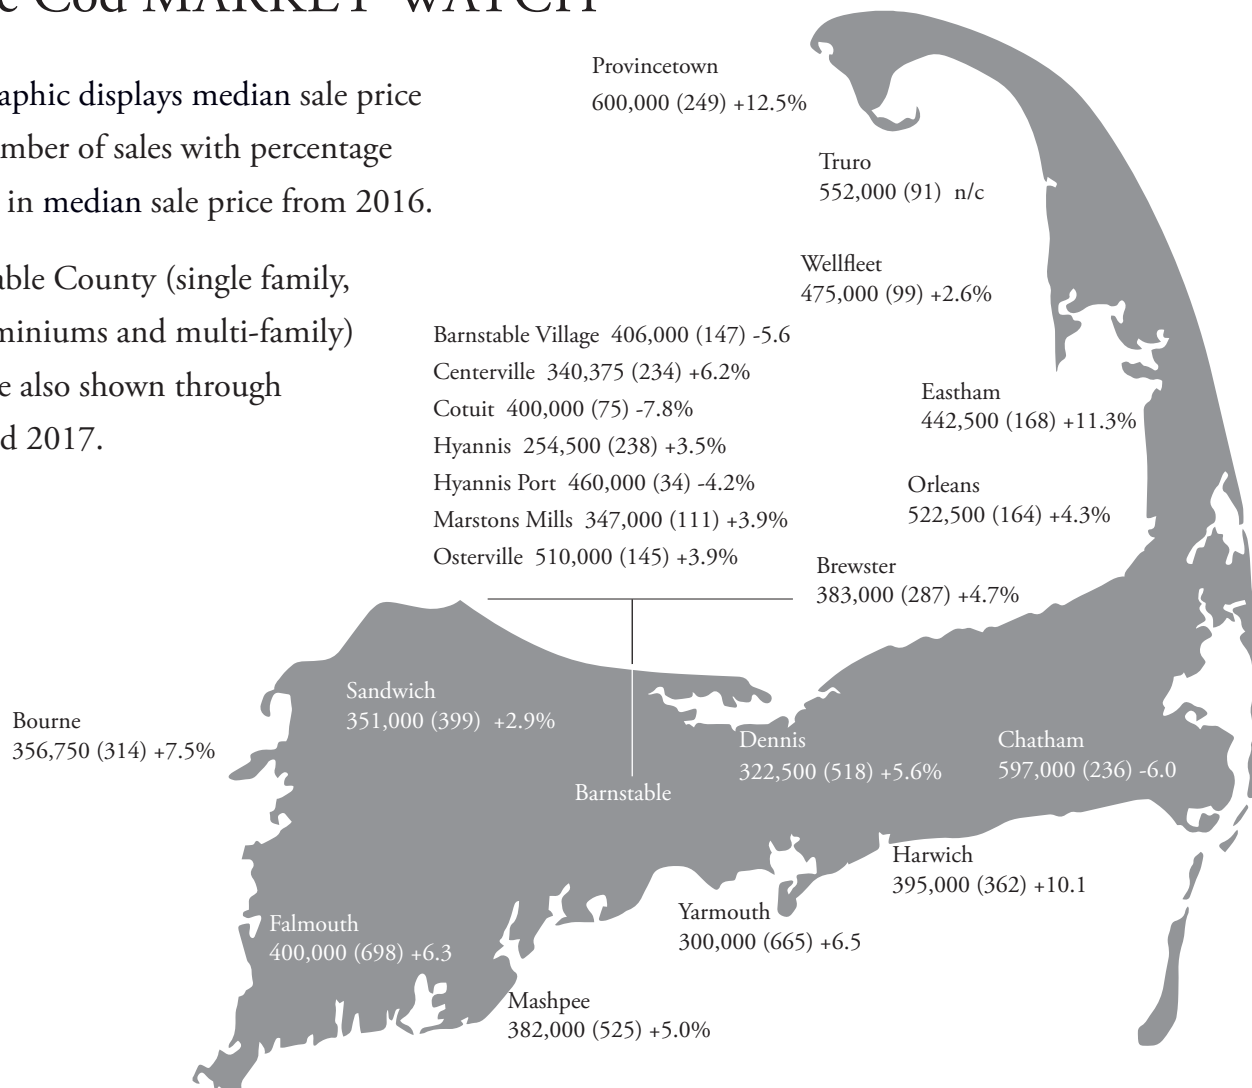 Cod MARKET WATCH
displays median sale price
of sales with percentage
in median sale price from 2016.
County (single family,
and multi-family)
also shown through
2017.
Provincetown
600,000 (249) +12.5%
Truro
552,000 (91) n/c
Wellfleet
475,000 (99) +2.6%
Barnstable Village 406,000 (147) -5.6
Centerville 340,375 (234) +6.2%
Cotuit 400,000 (75) -7.8%
Hyannis 254,500 (238) +3.5%
Hyannis Port 460,000 (34) -4.2%
Marstons Mills 347,000 (111) +3.9%
Osterville 510,000 (145) +3.9%
Eastham
442,500 (168) +11.3%
Orleans
522,500 (164) +4.3%
Brewster
383,000 (287) +4.7%
Sandwich
351,000 (399) +2.9%
Bourne
356,750 (314) +7.5%
Barnstable
Dennis
322,500 (518) +5.6%
Chatham
597,000 (236) -6.0
Harwich
395,000 (362) +10.1
Yarmouth
300,000 (665) +6.5
Falmouth
400,000 (698) +6.3
Mashpee
382,000 (525) +5.0%